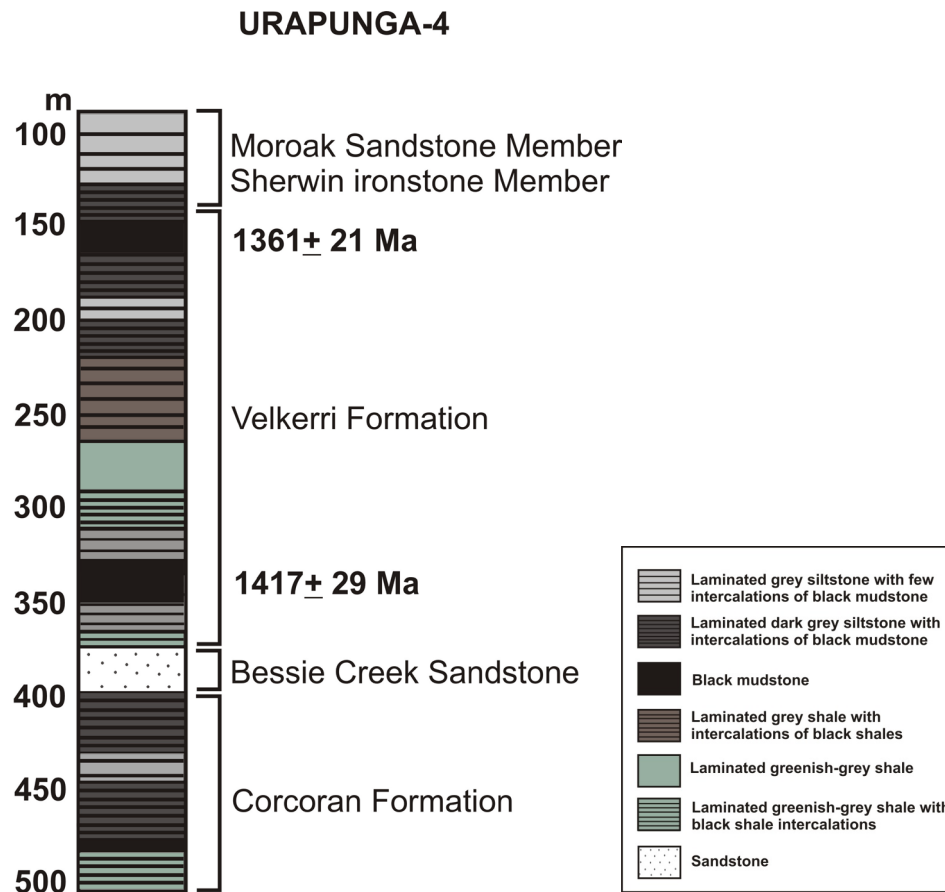 URAPUNGA-4
m
100
150
200
250
300
350
400
450
500
Moroak Sandstone Member
Sherwin ironstone Member
1361± 21 Ma
Velkerri Formation
1417± 29 Ma
Bessie Creek Sandstone
Corcoran Formation
Laminated grey siltstone with few
intercalations of black mudstone
Laminated dark grey siltstone with
intercalations of black mudstone
Black mudstone
Laminated grey shale with
intercalations of black shales
Laminated greenish-grey shale
Laminated greenish-grey shale with
black shale intercalations
Sandstone